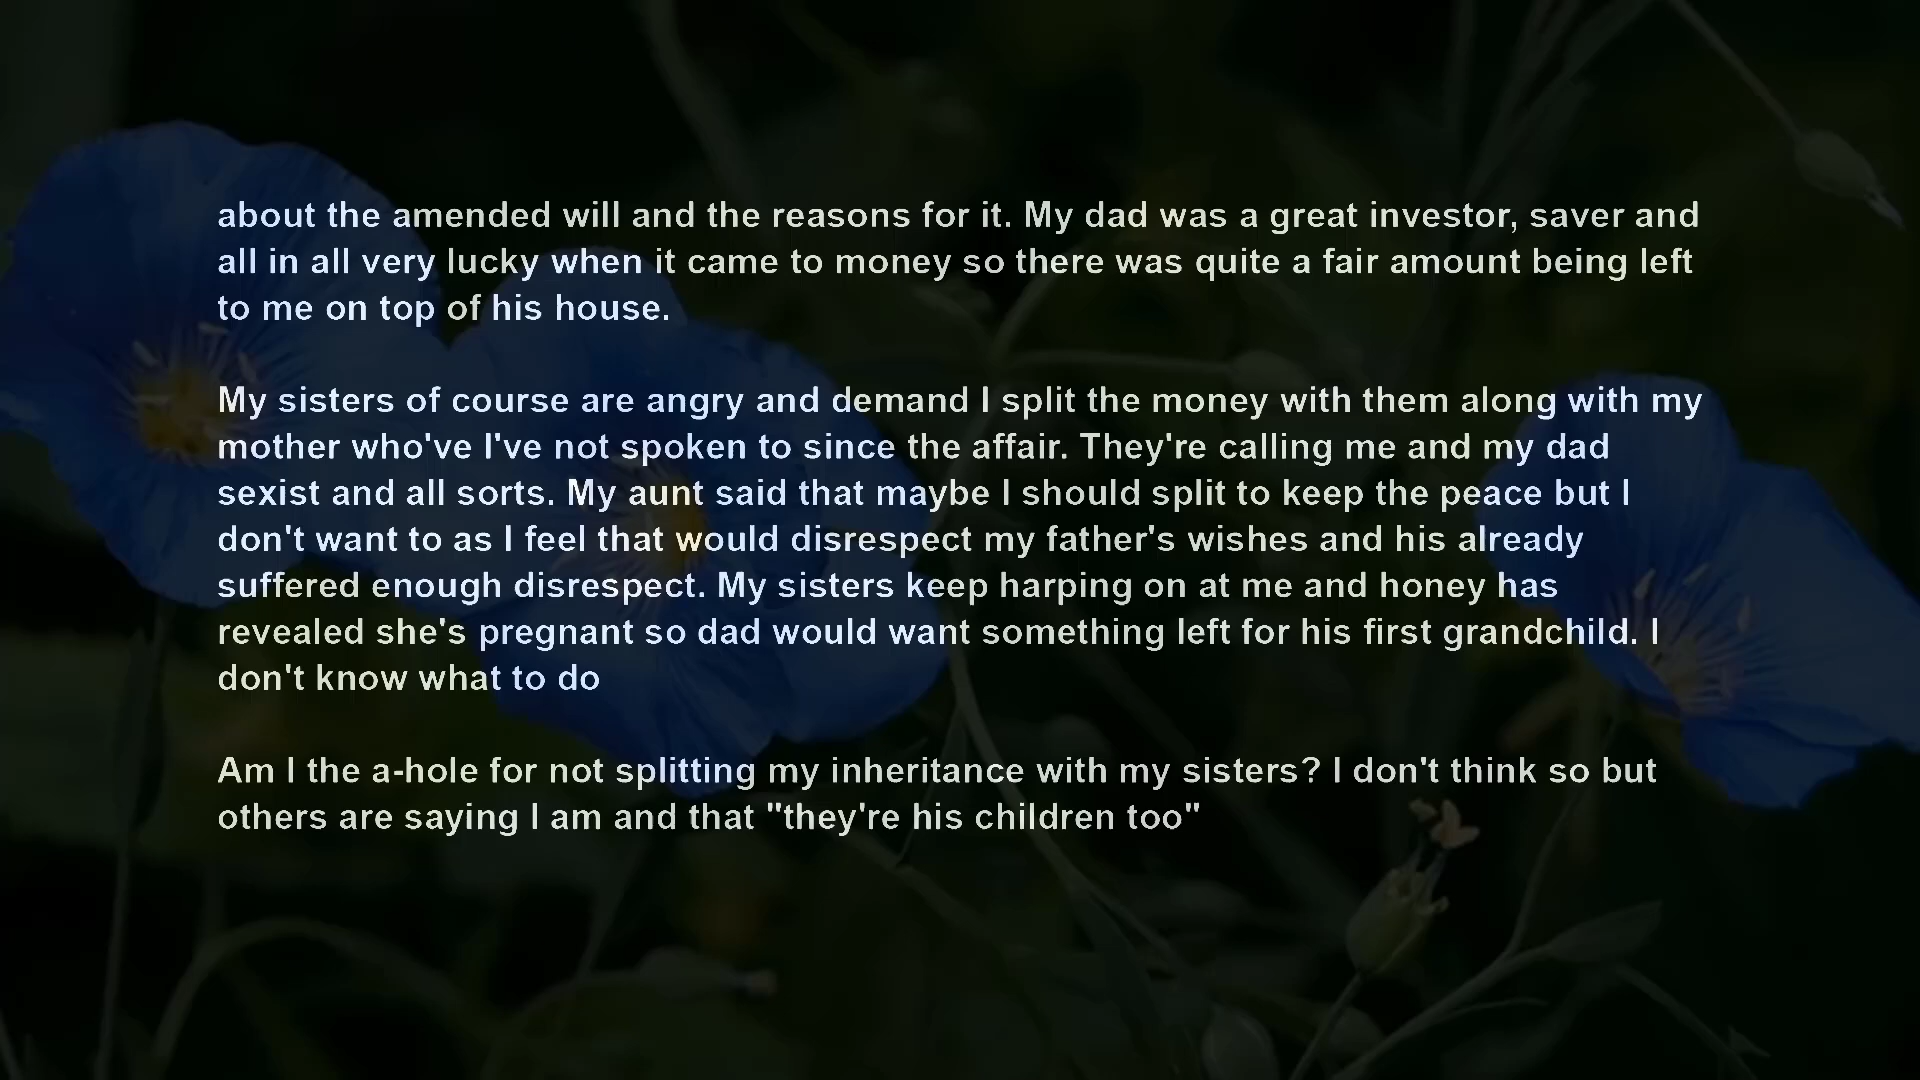 about the amended will and the reasons for it. My dad was a great investor, saver and
all in all very lucky when it came to money so there was quite a fair amount being left
to me on top of his house.
My sisters of course are angry and demand I split the money with them along with my
mother who've I've not spoken to since the affair. They're calling me and my dad
sexist and all sorts. My aunt said that maybe I should split to keep the peace but I
don't want to as I feel that would disrespect my father's wishes and his already
suffered enough disrespect. My sisters keep harping on at me and honey has
revealed she's pregnant so dad would want something left for his first grandchild. I
don't know what to do
Am I the a-hole for not splitting my inheritance with my sisters? I don't think so but
others are saying I am and that "they're his children too"